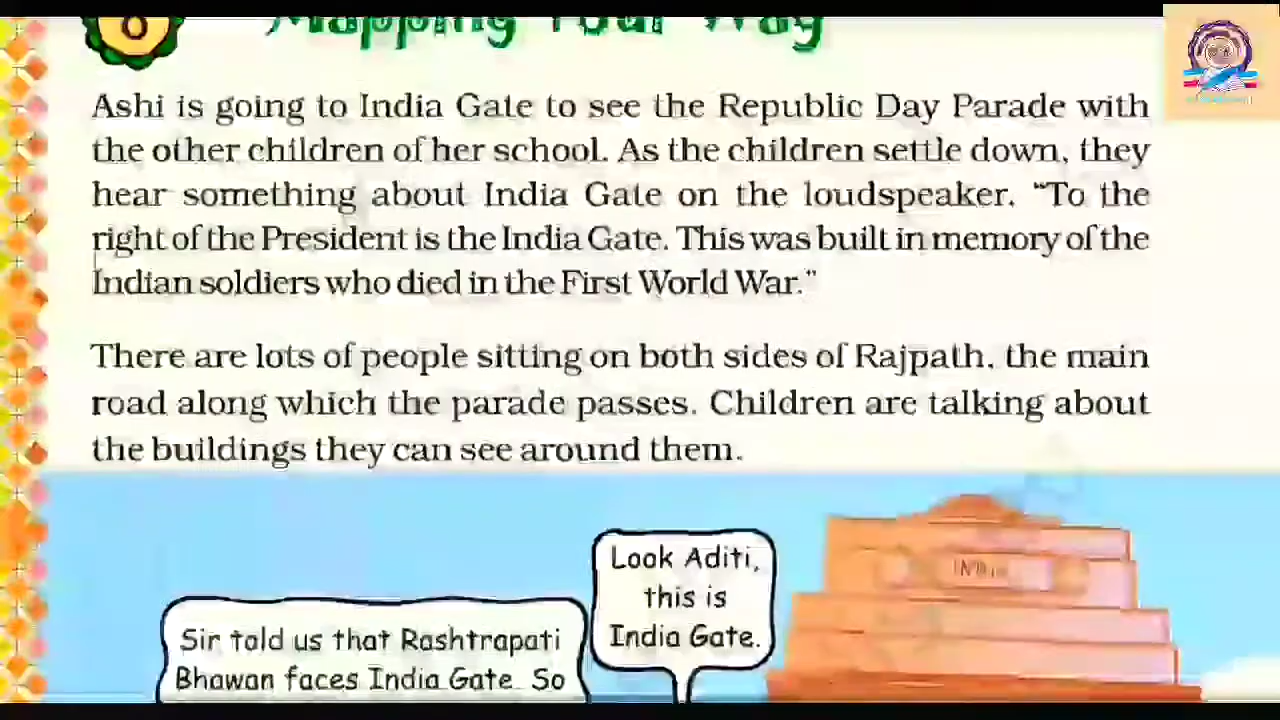 8
Mapping Your Way
Ashi is going to India Gate to see the Republic Day Parade with
the other children of her school. As the children settle down, they
hear something about India Gate on the loudspeaker. “To the
right of the President is the India Gate. This was built in memory of the
Indian soldiers who died in the First World War.”
There are lots of people sitting on both sides of Rajpath, the main
road along which the parade passes. Children are talking about
the buildings they can see around them.
Look Aditi,
this is
India Gate.
INDIA
Sir told us that Rashtrapati
Bhawan faces India Gate. So